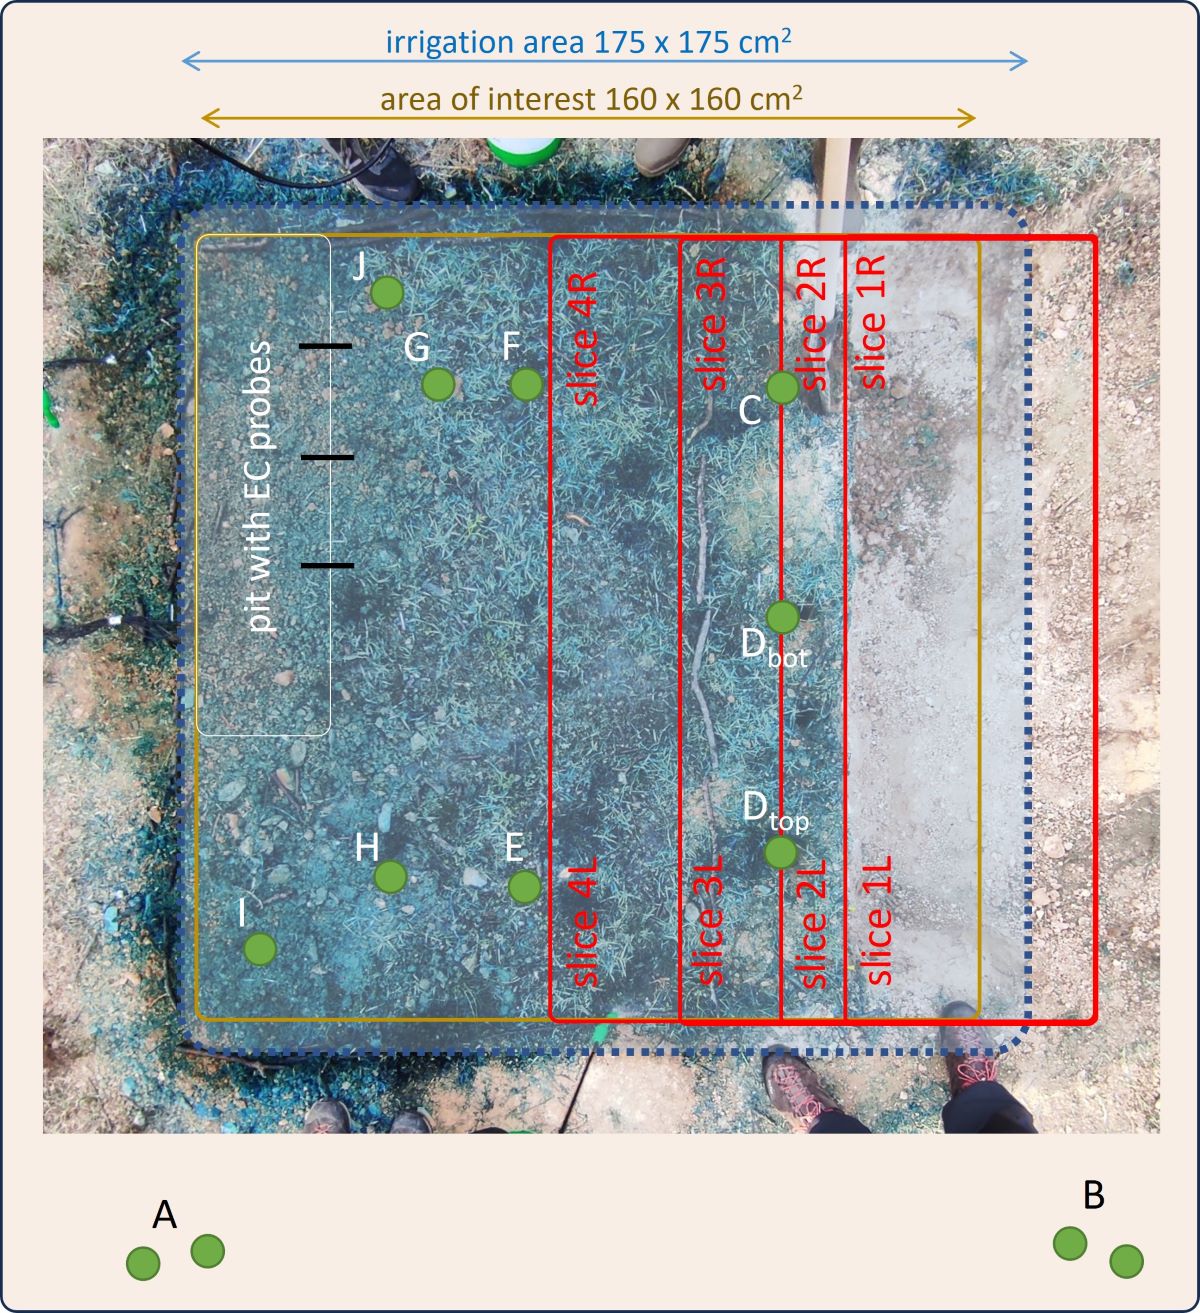 irrigation area 175 x 175 cm²
area of interest 160 x 160 cm²
J
G
F
C
slice 4R
slice 3R
slice 2R
slice 1R
pit with EC probes
D_bot
D_top
H
E
I
slice 4L
slice 3L
slice 2L
slice 1L
A
B